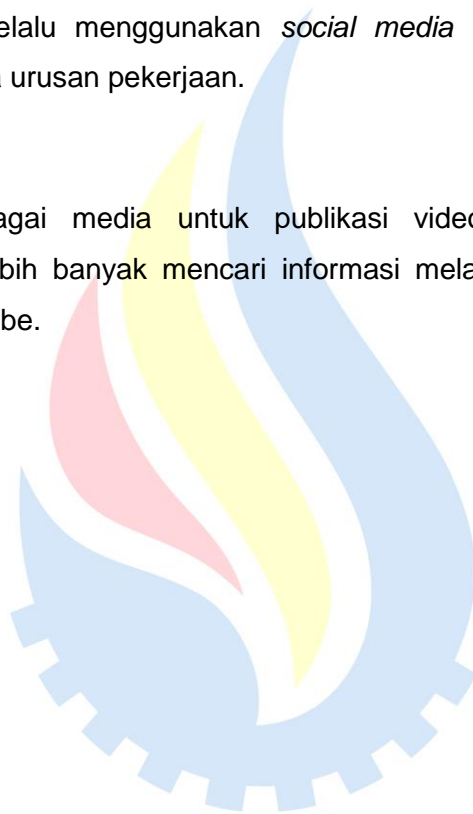 elalu menggunakan social media
urusan pekerjaan.
agai media untuk publikasi video
bih banyak mencari informasi mela
be.